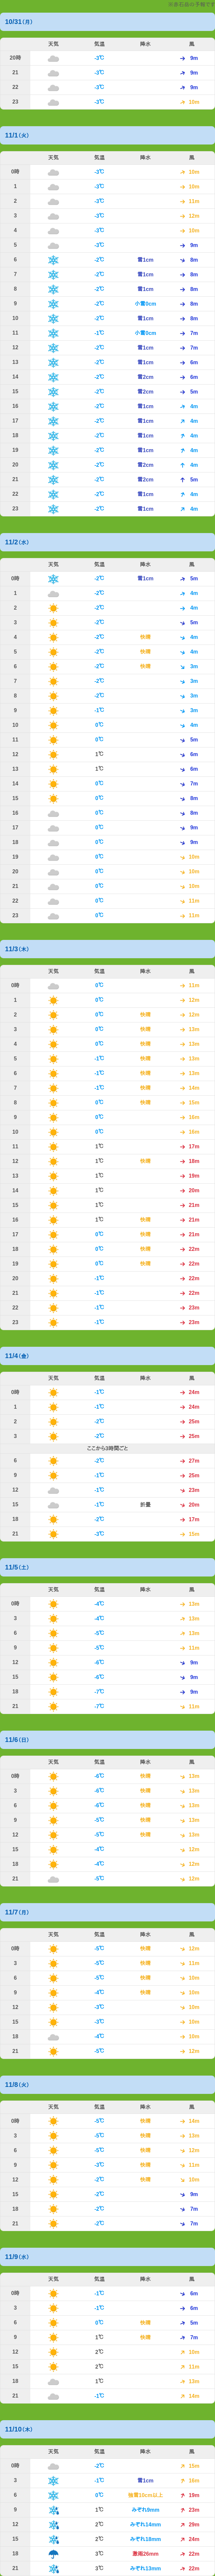 10/31(月)
天気 気温 降水 風
20時 -3℃ 9m
21 -3℃ 9m
22 -3℃ 9m
23 -3℃ 10m
11/1(火)
天気 気温 降水 風
0時 -3℃ 10m
1 -3℃ 10m
2 -3℃ 11m
3 -3℃ 12m
4 -3℃ 10m
5 -3℃ 9m
6 -2℃ 雪1cm 8m
7 -2℃ 雪1cm 8m
8 -2℃ 雪1cm 8m
9 -2℃ 小雪0cm 8m
10 -2℃ 雪1cm 8m
11 -1℃ 小雪0cm 7m
12 -2℃ 雪1cm 7m
13 -2℃ 雪1cm 6m
14 -2℃ 雪2cm 6m
15 -2℃ 雪2cm 5m
16 -2℃ 雪1cm 4m
17 -2℃ 雪1cm 4m
18 -2℃ 雪1cm 4m
19 -2℃ 雪1cm 4m
20 -2℃ 雪2cm 4m
21 -2℃ 雪2cm 5m
22 -2℃ 雪1cm 4m
23 -2℃ 雪1cm 4m
11/2(水)
天気 気温 降水 風
0時 -2℃ 雪1cm 5m
1 -2℃ 4m
2 -2℃ 4m
3 -2℃ 5m
4 -2℃ 快晴 4m
5 -2℃ 快晴 4m
6 -2℃ 快晴 3m
7 -2℃ 3m
8 -2℃ 3m
9 -1℃ 3m
10 0℃ 4m
11 0℃ 5m
12 1℃ 6m
13 1℃ 6m
14 0℃ 7m
15 0℃ 8m
16 0℃ 8m
17 0℃ 9m
18 0℃ 9m
19 0℃ 10m
20 0℃ 10m
21 0℃ 10m
22 0℃ 11m
23 0℃ 11m
11/3(木)
天気 気温 降水 風
0時 0℃ 11m
1 0℃ 12m
2 0℃ 快晴 12m
3 0℃ 快晴 13m
4 0℃ 快晴 13m
5 -1℃ 快晴 13m
6 -1℃ 快晴 13m
7 -1℃ 快晴 14m
8 0℃ 快晴 15m
9 0℃ 16m
10 0℃ 16m
11 1℃ 17m
12 1℃ 快晴 18m
13 1℃ 19m
14 1℃ 20m
15 1℃ 21m
16 1℃ 快晴 21m
17 0℃ 快晴 21m
18 0℃ 快晴 22m
19 0℃ 快晴 22m
20 -1℃ 22m
21 -1℃ 22m
22 -1℃ 23m
23 -1℃ 23m
11/4(金)
天気 気温 降水 風
0時 -1℃ 24m
1 -1℃ 24m
2 -2℃ 25m
3 -2℃ 25m
ここから3時間ごと
6 -2℃ 27m
9 -1℃ 25m
12 -1℃ 23m
15 -1℃ 折曇 20m
18 -2℃ 17m
21 -3℃ 15m
11/5(土)
天気 気温 降水 風
0時 -4℃ 13m
3 -4℃ 13m
6 -5℃ 13m
9 -5℃ 11m
12 -6℃ 9m
15 -6℃ 9m
18 -7℃ 9m
21 -7℃ 11m
11/6(日)
天気 気温 降水 風
0時 -6℃ 快晴 13m
3 -6℃ 快晴 13m
6 -6℃ 快晴 13m
9 -5℃ 快晴 13m
12 -5℃ 快晴 13m
15 -4℃ 12m
18 -4℃ 12m
21 -5℃ 12m
11/7(月)
天気 気温 降水 風
0時 -5℃ 快晴 12m
3 -5℃ 快晴 11m
6 -5℃ 快晴 10m
9 -4℃ 快晴 10m
12 -3℃ 10m
15 -3℃ 10m
18 -4℃ 10m
21 -5℃ 12m
11/8(火)
天気 気温 降水 風
0時 -5℃ 快晴 14m
3 -5℃ 快晴 13m
6 -5℃ 快晴 12m
9 -3℃ 快晴 11m
12 -2℃ 快晴 10m
15 -2℃ 9m
18 -2℃ 7m
21 -2℃ 7m
11/9(水)
天気 気温 降水 風
0時 -1℃ 6m
3 -1℃ 6m
6 0℃ 快晴 5m
9 1℃ 快晴 7m
12 2℃ 10m
15 2℃ 11m
18 1℃ 13m
21 -1℃ 14m
11/10(木)
天気 気温 降水 風
0時 -2℃ 15m
3 -1℃ 雪1cm 16m
6 0℃ 強雪10cm以上 19m
9 1℃ みぞれ9mm 23m
12 2℃ みぞれ14mm 29m
15 2℃ みぞれ18mm 24m
18 3℃ 激雨26mm 22m
21 3℃ みぞれ13mm 22m